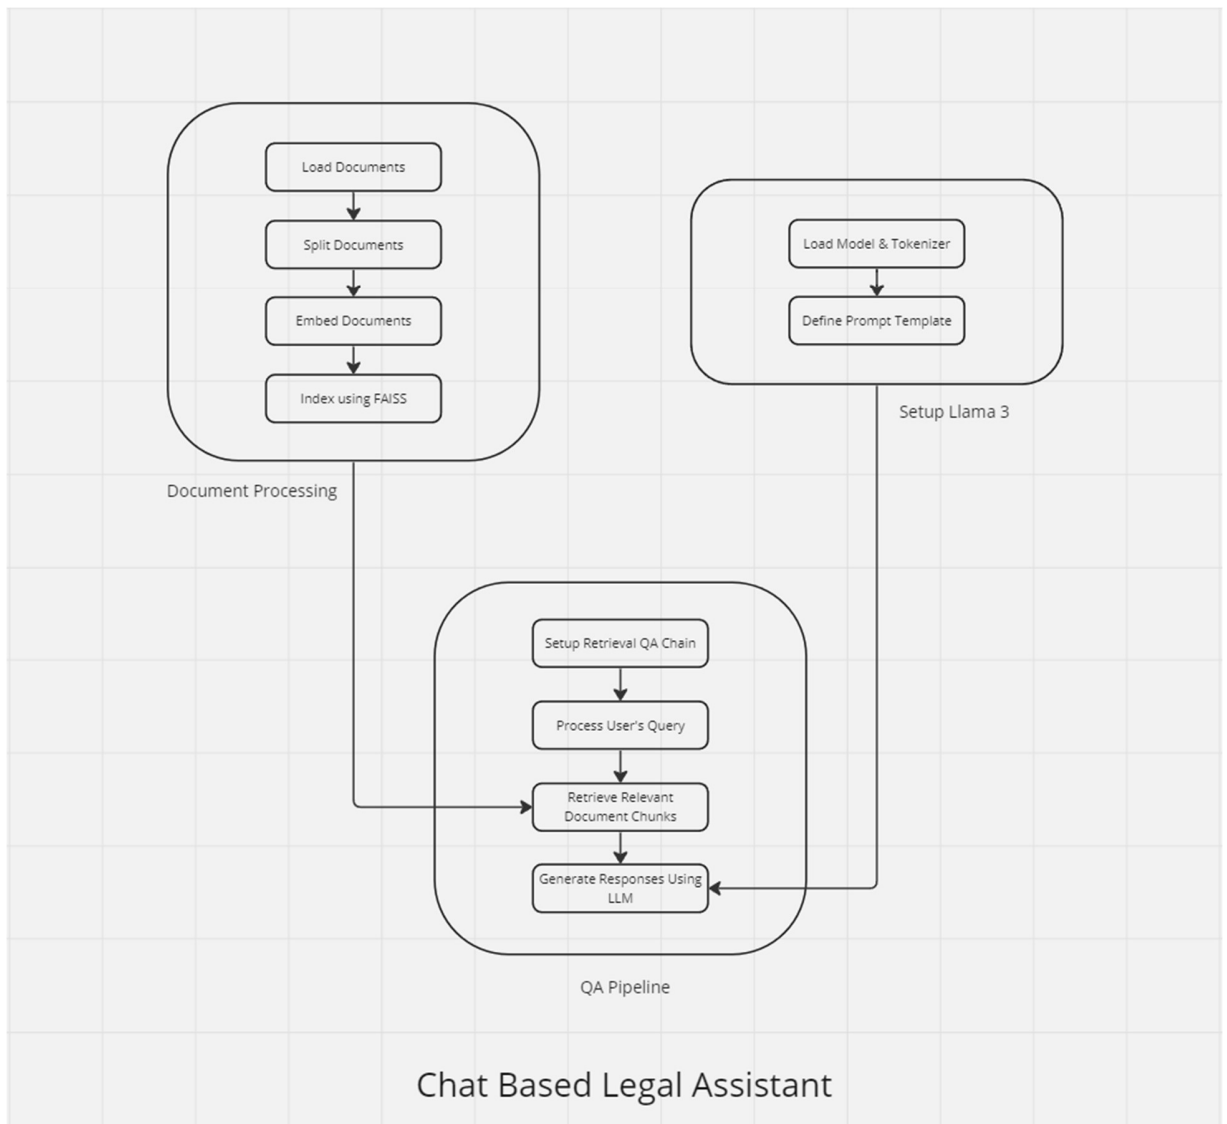 Load Documents
Split Documents
Embed Documents
Index using FAISS
Document Processing
Load Model & Tokenizer
Define Prompt Template
Setup Llama 3
Setup Retrieval QA Chain
Process User's Query
Retrieve Relevant
Document Chunks
Generate Responses Using
LLM
QA Pipeline
Chat Based Legal Assistant